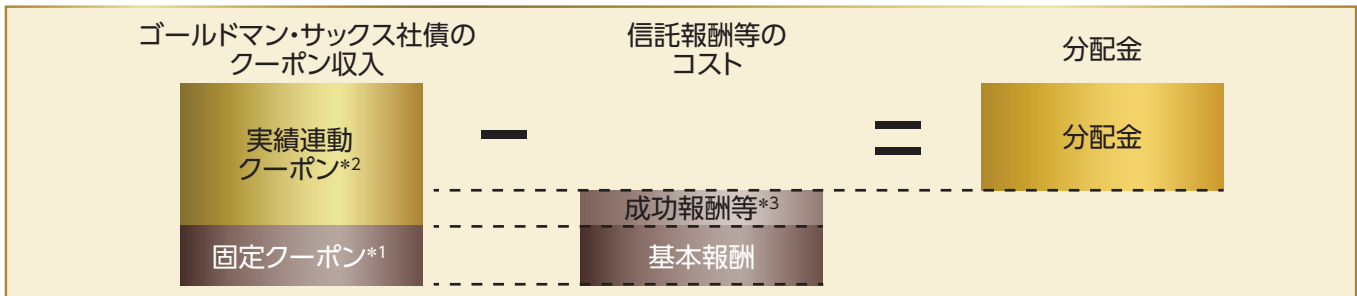 ゴールドマン・サックス社債の
クーポン収入
信託報酬等の
コスト
分配金
実績連動
クーポン*2
固定クーポン*1
−
成功報酬等*3
基本報酬
=
分配金